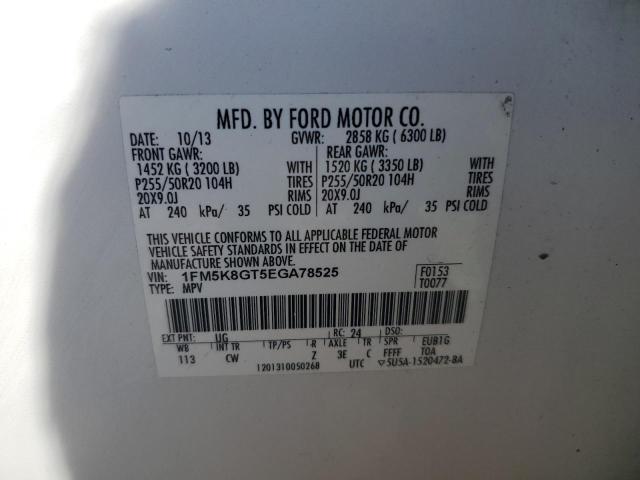 MFD. BY FORD MOTOR CO.
DATE: 10/13 GVWR: 2858 KG ( 6300 LB)
FRONT GAWR: REAR GAWR:
1452 KG ( 3200 LB) WITH 1520 KG ( 3350 LB) WITH
P255/50R20 104H TIRES P255/50R20 104H TIRES
20X9.0J RIMS 20X9.0J RIMS
AT 240 kPa/ 35 PSI COLD AT 240 kPa/ 35 PSI COLD
THIS VEHICLE CONFORMS TO ALL APPLICABLE FEDERAL MOTOR
VEHICLE SAFETY STANDARDS IN EFFECT ON THE DATE OF
MANUFACTURE SHOWN ABOVE.
VIN: 1FM5K8GT5EGA78525 F0153
TYPE: MPV T0077
EXT PNT: UG RC: 24 DSO:
WB INT TR TP/PS R AXLE TR SPR EUB1G
113 CW Z 3E C FFFF TOA
1201310050268 UTC ▽5U5A-1520472-BA